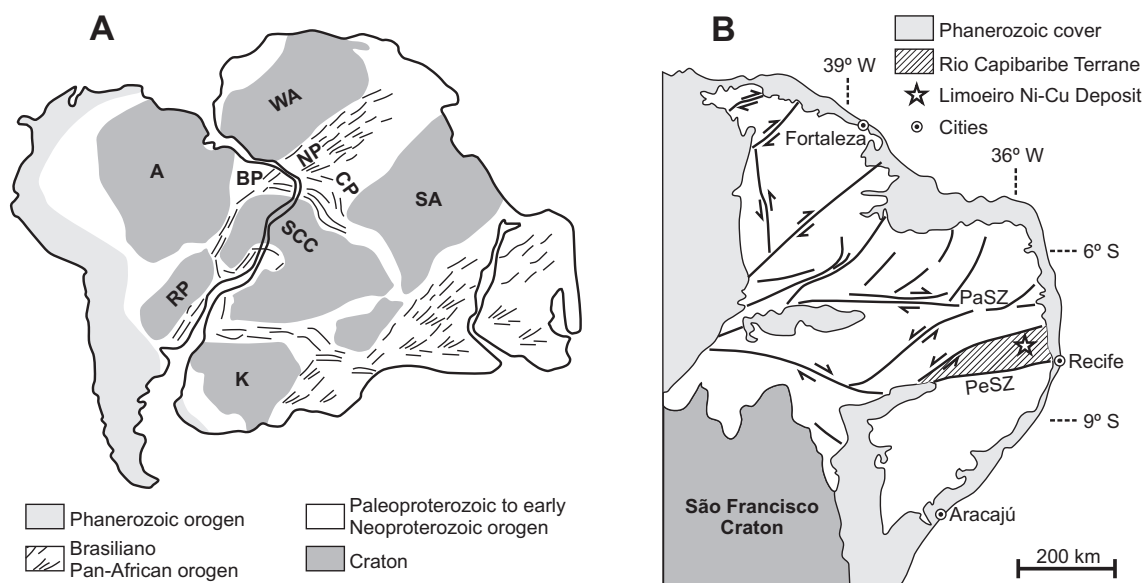 A
WA
NP
CP
BP
A
SA
SCC
RP
K
Phanerozoic orogen
Brasiliano
Pan-African orogen
Paleoproterozoic to early
Neoproterozoic orogen
Craton
B
Phanerozoic cover
Rio Capibaribe Terrane
Limoeiro Ni-Cu Deposit
Cities
39º W
Fortaleza
36º W
6º S
PaSZ
Recife
PeSZ
9º S
São Francisco
Craton
Aracajú
200 km